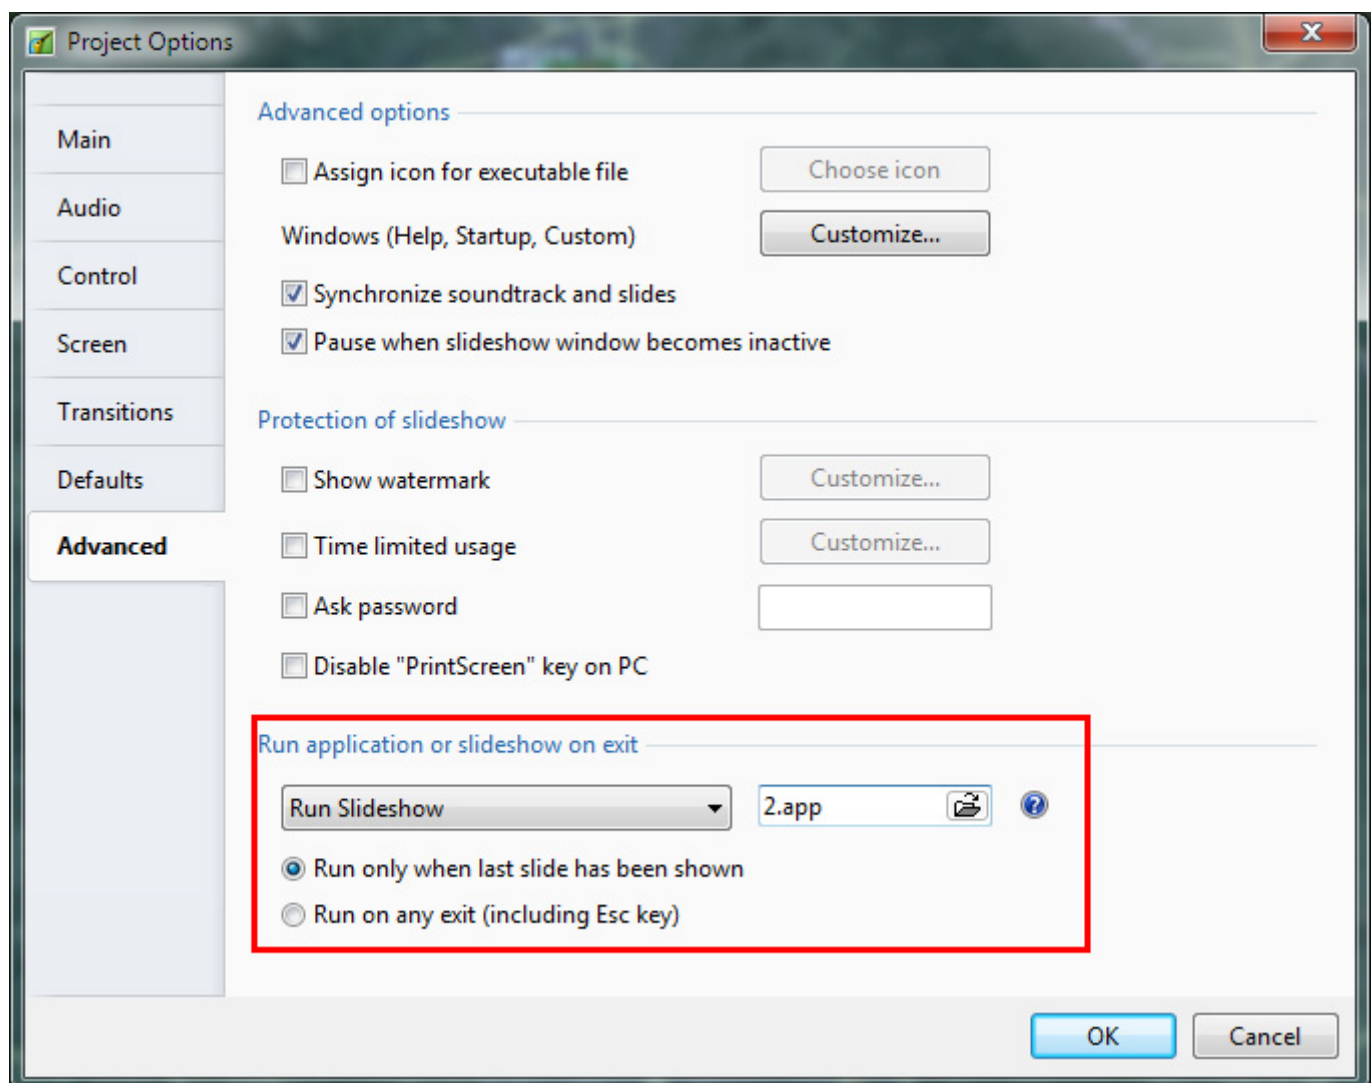 Project Options
Main
Audio
Control
Screen
Transitions
Defaults
Advanced
Advanced options
Assign icon for executable file
Choose icon
Windows (Help, Startup, Custom)
Customize...
Synchronize soundtrack and slides
Pause when slideshow window becomes inactive
Protection of slideshow
Show watermark
Customize...
Time limited usage
Customize...
Ask password
Disable "PrintScreen" key on PC
Run application or slideshow on exit
Run Slideshow
2.app
?
Run only when last slide has been shown
Run on any exit (including Esc key)
OK
Cancel